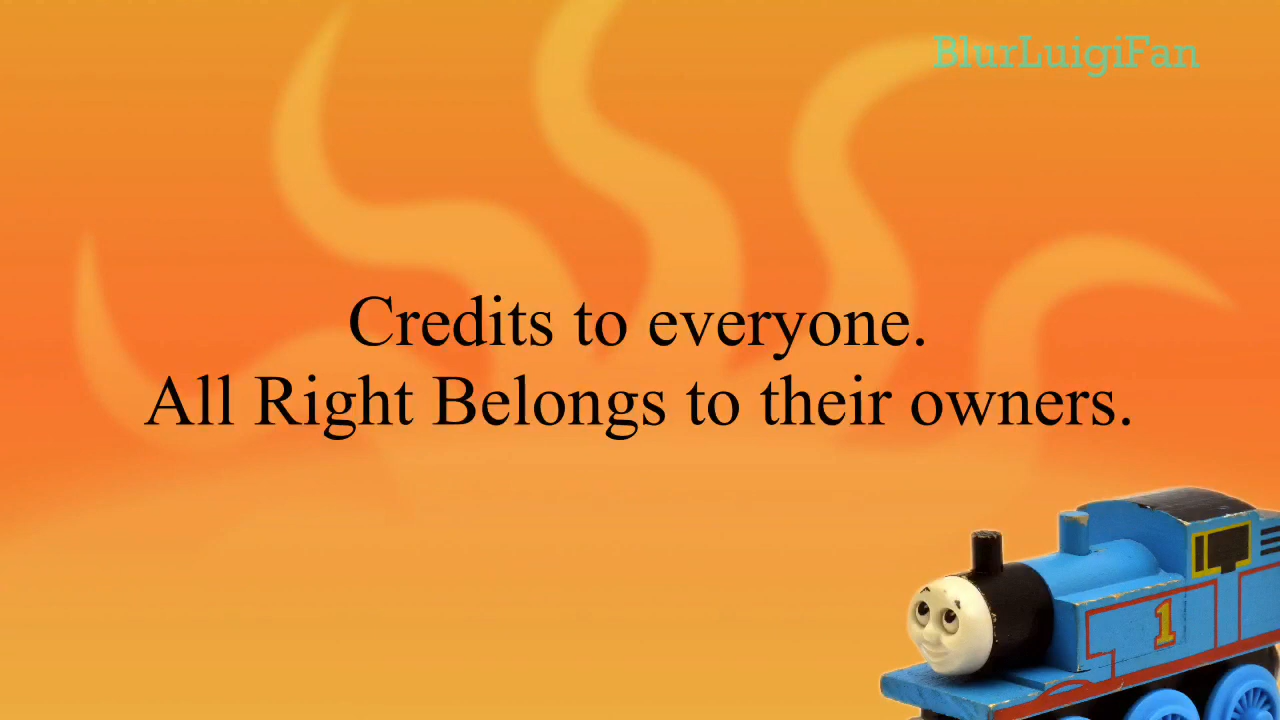 BlurLuigiFan
Credits to everyone.
All Right Belongs to their owners.
1